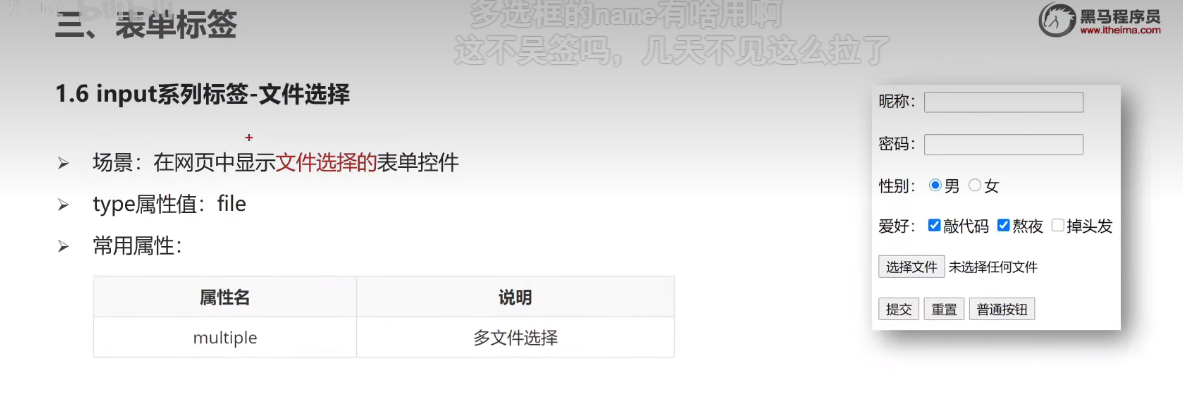 三、表单标签
多选框的name有啥用啊
这不吴签吗，几天不见这么拉了
黑马程序员
www.itheima.com
1.6 input系列标签-文件选择
场景：在网页中显示文件选择的表单控件
type属性值：file
常用属性：
属性名 说明
multiple 多文件选择
昵称：
密码：
性别： 男 女
爱好： 敲代码 熬夜 掉头发
选择文件 未选择任何文件
提交 重置 普通按钮